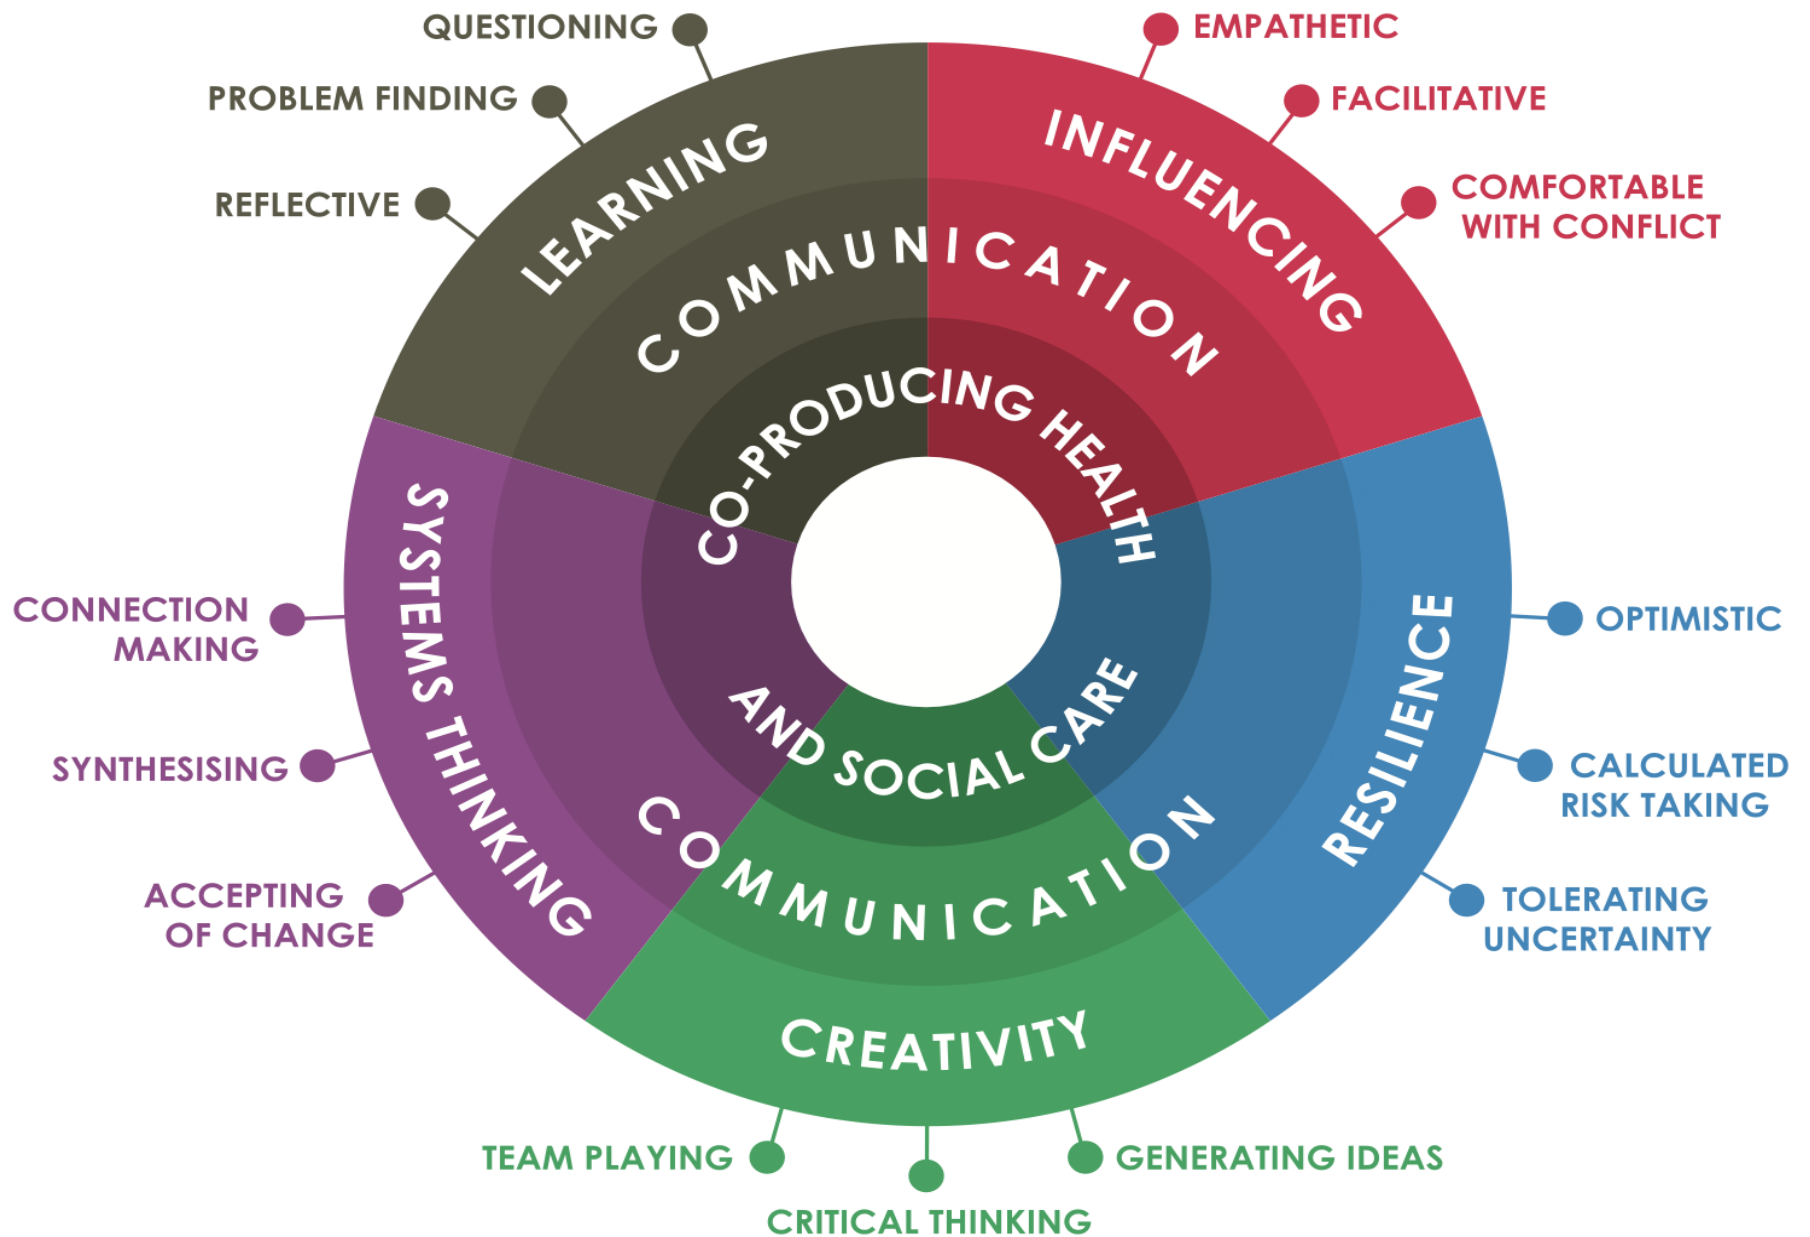 QUESTIONING
PROBLEM FINDING
REFLECTIVE
EMPATHETIC
FACILITATIVE
COMFORTABLE
WITH CONFLICT
LEARNING
INFLUENCING
COMMUNICATION
CO-PRODUCING HEALTH
AND SOCIAL CARE
COMMUNICATION
SYSTEMS THINKING
RESILIENCE
CREATIVITY
CONNECTION
MAKING
SYNTHESISING
ACCEPTING
OF CHANGE
OPTIMISTIC
CALCULATED
RISK TAKING
TOLERATING
UNCERTAINTY
TEAM PLAYING
CRITICAL THINKING
GENERATING IDEAS